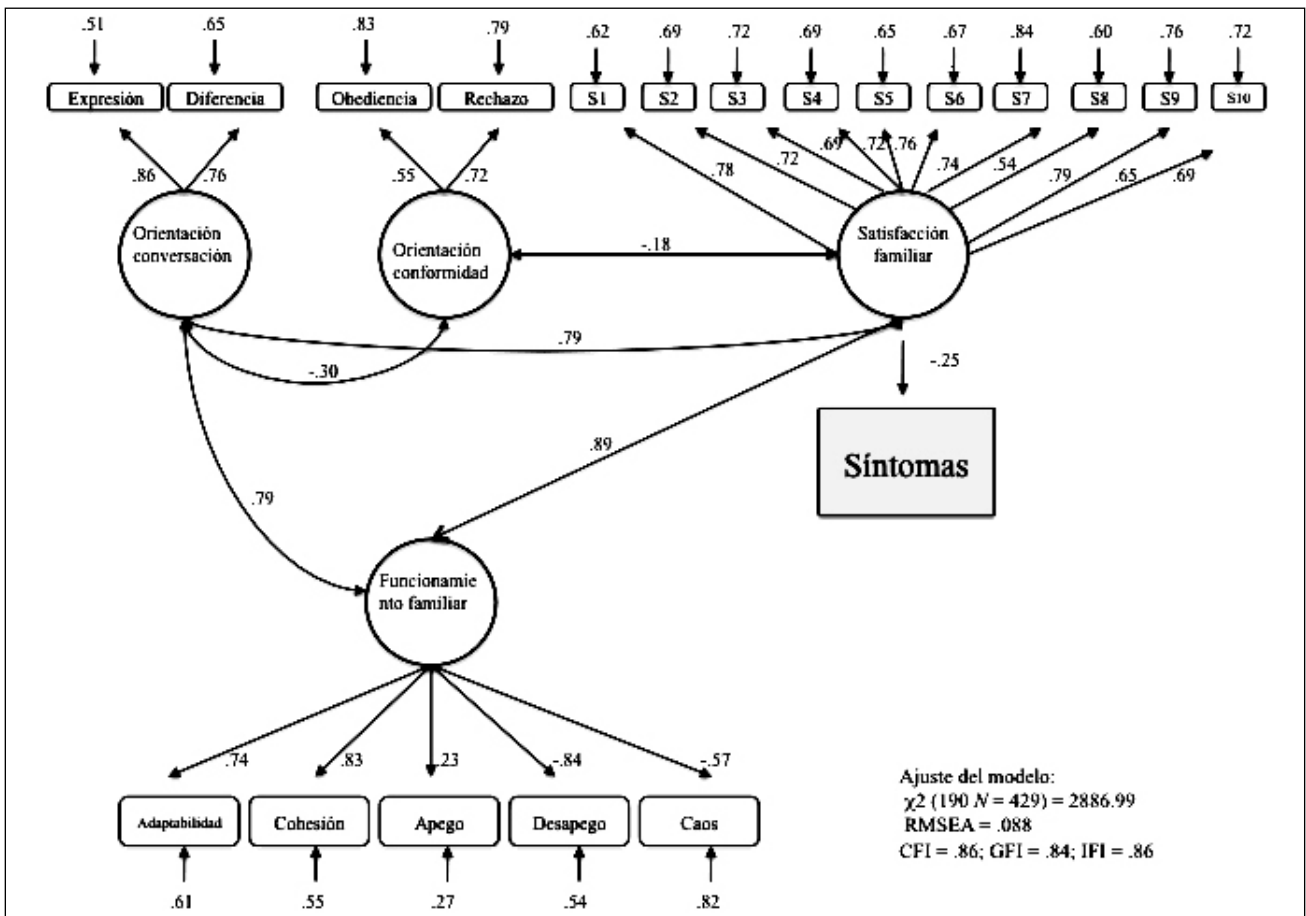 .51 .65 .83 .79 .62 .69 .72 .69 .65 .67 .84 .60 .76 .72
Expresión Diferencia Obediencia Rechazo S1 S2 S3 S4 S5 S6 S7 S8 S9 S10
.86 .76 .55 .72 .78 .72 .69 .72 .76 .74 .54 .79 .65 .69
Orientación
conversación
Orientación
conformidad
Satisfacción
familiar
-.18
.79
-.30
-.25
Síntomas
.89
.79
Funcionamie
nto familiar
.74 .83 .23 -.84 -.57
Adaptabilidad Cohesión Apego Desapego Caos
.61 .55 .27 .54 .82
Ajuste del modelo:
χ2 (190 N = 429) = 2886.99
RMSEA = .088
CFI = .86; GFI = .84; IFI = .86